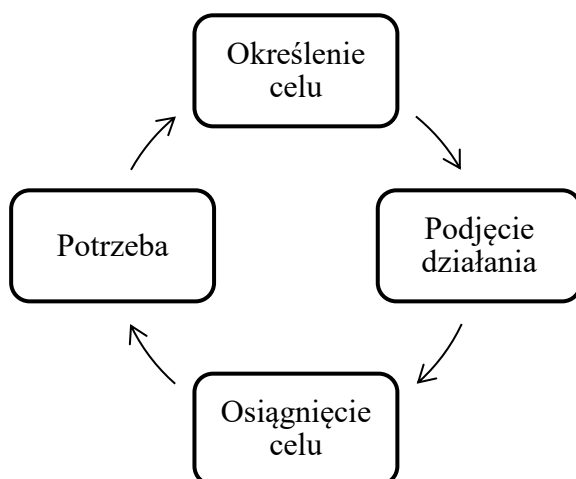 Określenie
celu
Potrzeba
Podjęcie
działania
Osiągnięcie
celu